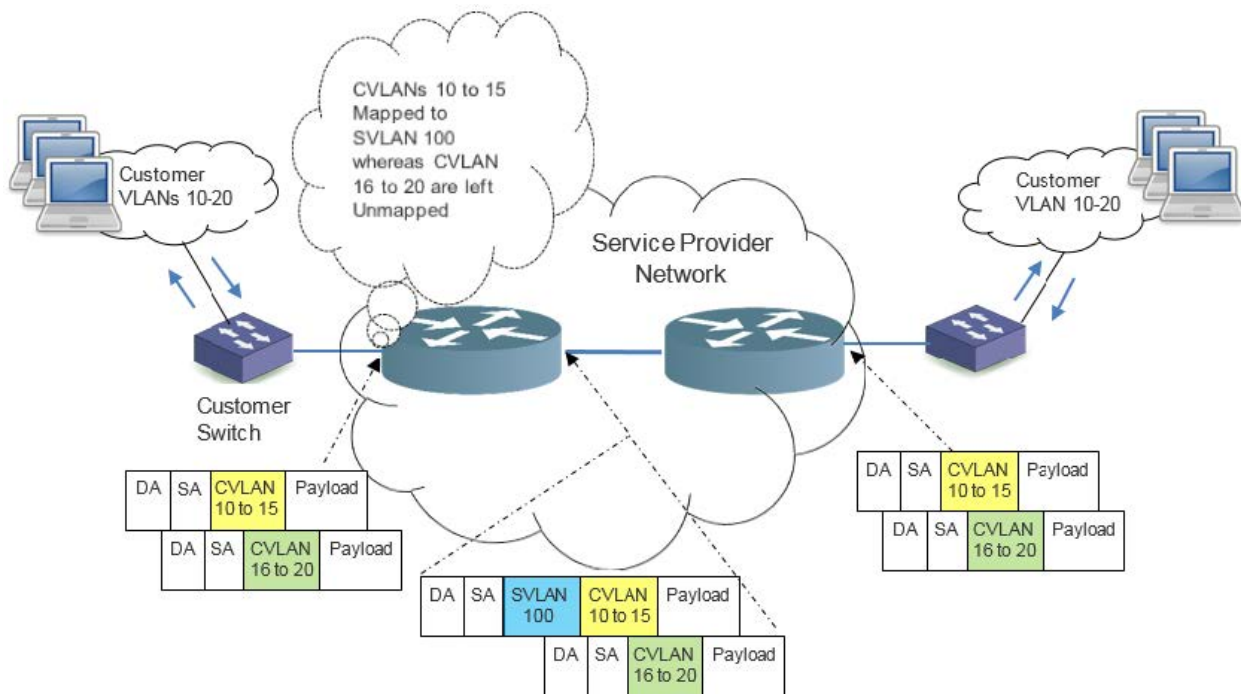 CVLANs 10 to 15
Mapped to
SVLAN 100
whereas CVLAN
16 to 20 are left
Unmapped
Customer
VLANs 10-20
Customer
VLAN 10-20
Service Provider
Network
Customer
Switch
DA SA CVLAN 10 to 15 Payload
DA SA CVLAN 16 to 20 Payload
DA SA CVLAN 10 to 15 Payload
DA SA CVLAN 16 to 20 Payload
DA SA SVLAN 100 CVLAN 10 to 15 Payload
DA SA CVLAN 16 to 20 Payload